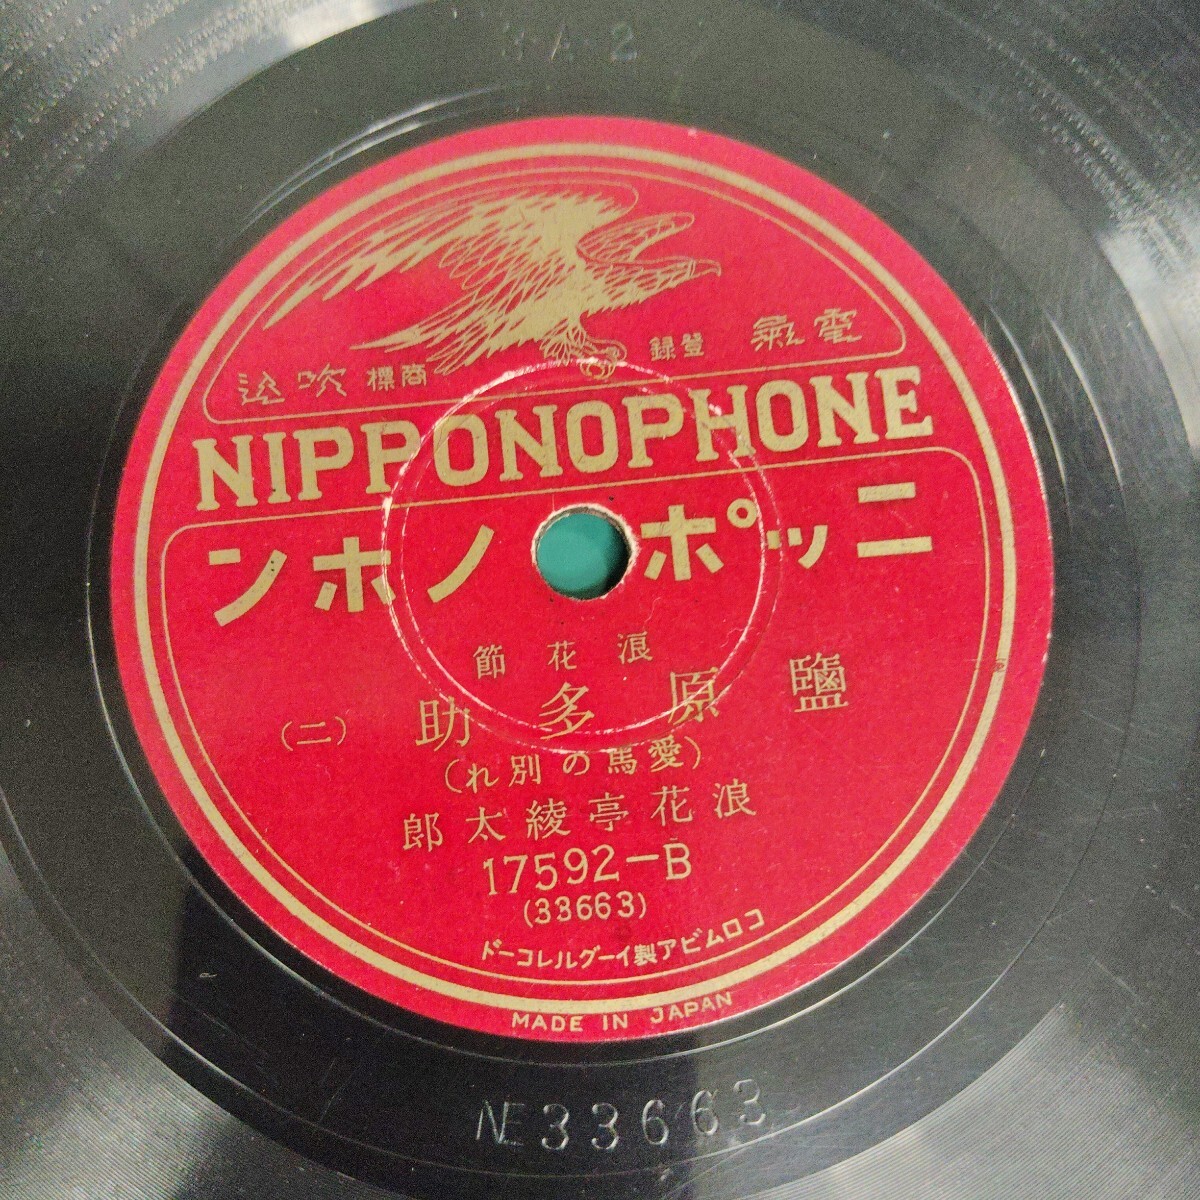 電氣 登録 商標 吹込
NIPPONOPHONE
ニッポノホン
浪花節
鹽原多助 (二)
(愛馬の別れ)
浪花亭綾太郎
17592-B
(33663)
コロムビア製イーグルレコード
MADE IN JAPAN
NE33663